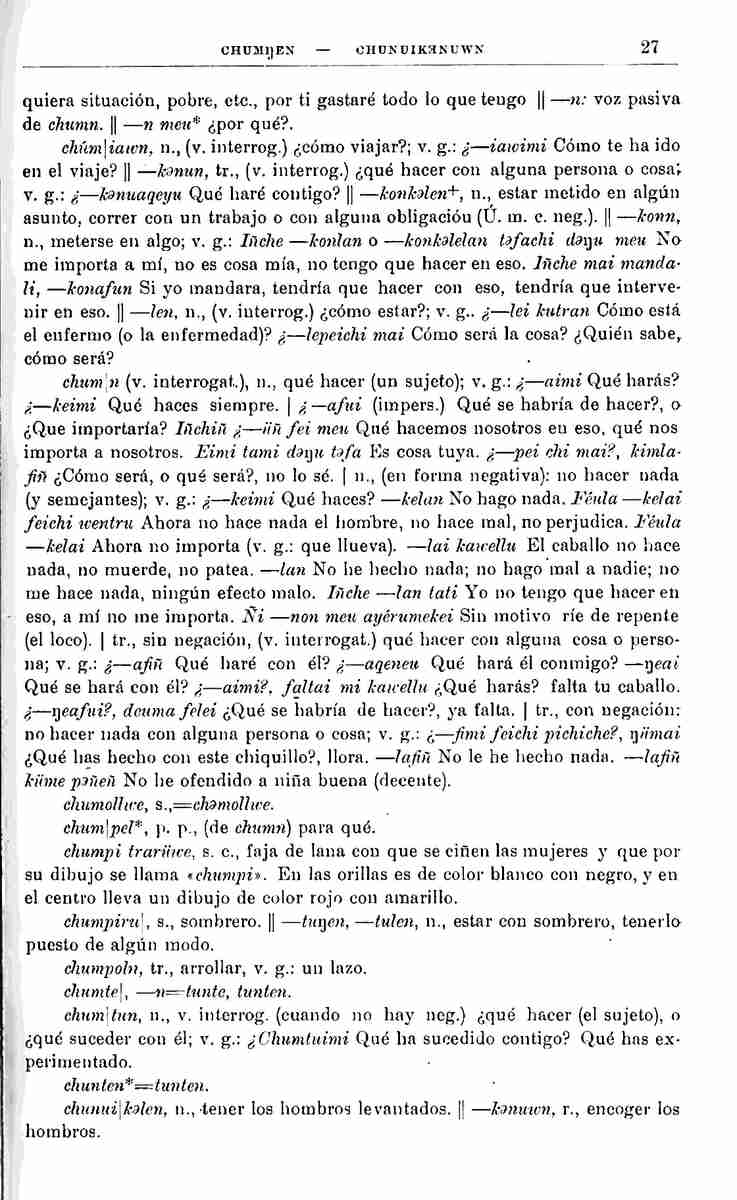 CHUMIŊEN — CHUNUIKƏNUWN 27
quiera situación, pobre, etc., por ti gastaré todo lo que tengo || —n: voz pasiva
de chumn. || —n meu* ¿por qué?.
chúm|iawn, n., (v. interrog.) ¿cómo viajar?; v. g.: ¿—iawimi Cómo te ha ido
en el viaje? || —kənun, tr., (v. interrog.) ¿qué hacer con alguna persona o cosa;
v. g.: ¿—kənuaqeyu Qué haré contigo? || —konkəlen+, n., estar metido en algún
asunto, correr con un trabajo o con alguna obligación (Ú. m. c. neg.). || —konn,
n., meterse en algo; v. g.: Iñche —konlan o —konkəlelan təfachi dəŋu meu No
me importa a mí, no es cosa mía, no tengo que hacer en eso. Iñche mai manda-
li, —konafun Si yo mandara, tendría que hacer con eso, tendría que interve-
nir en eso. || —len, n., (v. interrog.) ¿cómo estar?; v. g.. ¿—lei kutran Cómo está
el enfermo (o la enfermedad)? ¿—lepeichi mai Cómo será la cosa? ¿Quién sabe,
cómo será?
chum|n (v. interrogat.), n., qué hacer (un sujeto); v. g.: ¿—aimi Qué harás?
¿—keimi Qué haces siempre. | ¿—afui (impers.) Qué se habría de hacer?, o
¿Que importaría? Iñchiñ ¿—iiñ fei meu Qué hacemos nosotros en eso, qué nos
importa a nosotros. Eimi tami dəŋu təfa Es cosa tuya. ¿—pei chi mai?, kimla-
fiñ ¿Cómo será, o qué será?, no lo sé. | n., (en forma negativa): no hacer nada
(y semejantes); v. g.: ¿—keimi Qué haces? —kelan No hago nada. Féula —kelai
feichi wentru Ahora no hace nada el hombre, no hace mal, no perjudica. Féula
—kelai Ahora no importa (v. g.: que llueva). —lai kawellu El caballo no hace
nada, no muerde, no patea. —lan No he hecho nada; no hago mal a nadie; no
me hace nada, ningún efecto malo. Iñche —lan tati Yo no tengo que hacer en
eso, a mí no me importa. Ñi —non meu ayérumekei Sin motivo ríe de repente
(el loco). | tr., sin negación, (v. interrogat.) qué hacer con alguna cosa o perso-
na; v. g.: ¿—afiñ Qué haré con él? ¿—aqeneu Qué hará él conmigo? —ŋeai
Qué se hará con él? ¿—aimi?, faltai mi kawellu ¿Qué harás? falta tu caballo.
¿—ŋeafui?, deuma felei ¿Qué se habría de hacer?, ya falta. | tr., con negación:
no hacer nada con alguna persona o cosa; v. g.: ¿—fimi feichi pichiche?, ŋümai
¿Qué has hecho con este chiquillo?, llora. —lafiñ No le he hecho nada. —lafiñ
küme pəñeñ No he ofendido a niña buena (decente).
chumollwe, s.,=chəmollwe.
chum|pel*, p. p., (de chumn) para qué.
chumpi trarüwe, s. c., faja de lana con que se ciñen las mujeres y que por
su dibujo se llama «chumpi». En las orillas es de color blanco con negro, y en
el centro lleva un dibujo de color rojo con amarillo.
chumpiru|, s., sombrero. || —tuŋen, —tulen, n., estar con sombrero, tenerlo
puesto de algún modo.
chumpoln, tr., arrollar, v. g.: un lazo.
chumte|, —n=tunte, tunten.
chum|tun, n., v. interrog. (cuando no hay neg.) ¿qué hacer (el sujeto), o
¿qué suceder con él; v. g.: ¿Chumtuimi Qué ha sucedido contigo? Qué has ex-
perimentado.
chunten*=tunten.
chunui|kəlen, n., tener los hombros levantados. || —kənuwn, r., encoger los
hombros.